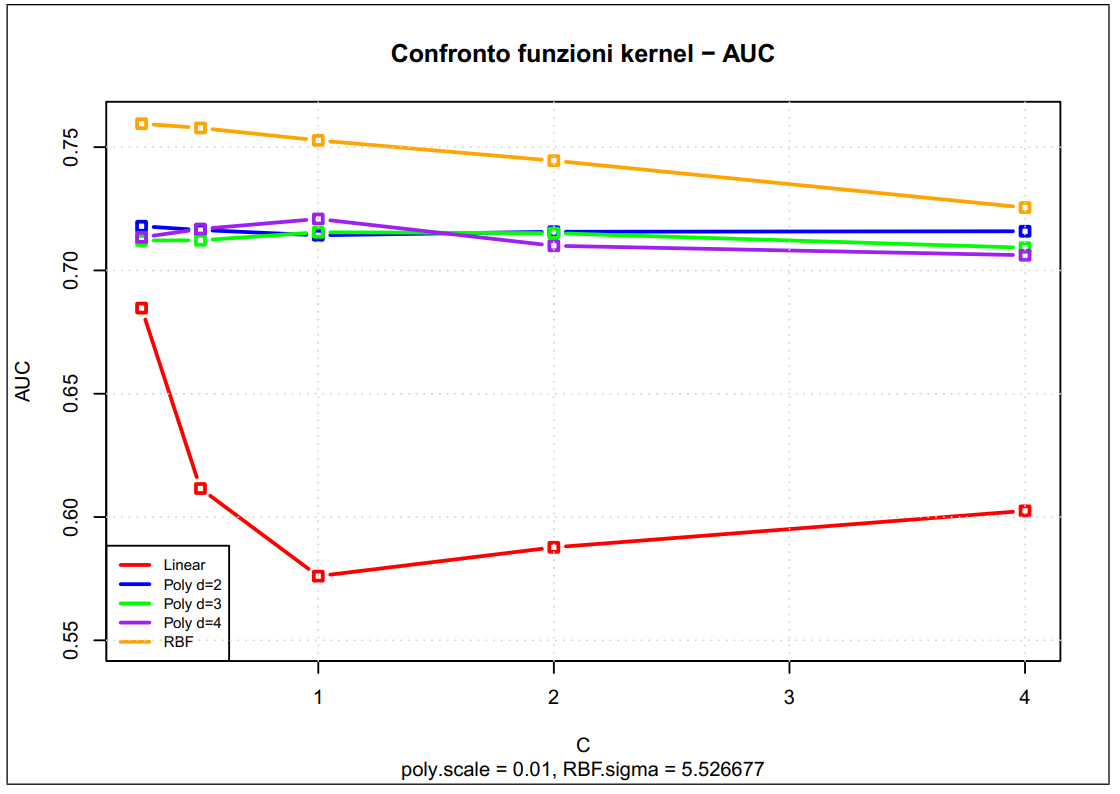 Confronto funzioni kernel − AUC
AUC
0.75
0.70
0.65
0.60
0.55
Linear
Poly d=2
Poly d=3
Poly d=4
RBF
1 2 3 4
C
poly.scale = 0.01, RBF.sigma = 5.526677